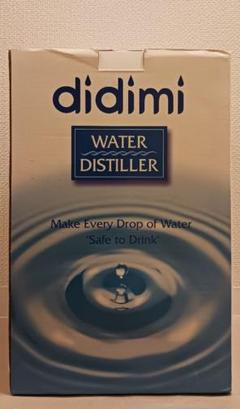 didimi
WATER
DISTILLER
Make Every Drop of Water
'Safe to Drink'